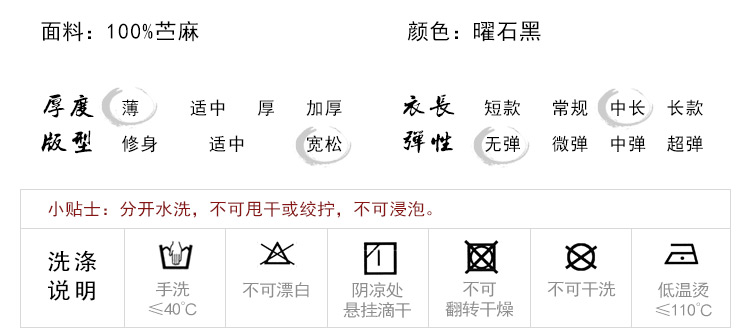 面料：100%苎麻 颜色：曜石黑
厚度 薄 适中 厚 加厚 衣長 短款 常规 中长 长款
版型 修身 适中 宽松 弹性 无弹 微弹 中弹 超弹
小贴士：分开水洗，不可甩干或绞拧，不可浸泡。
洗涤
说明
手洗
≤40℃
不可漂白
阴凉处
悬挂滴干
不可
翻转干燥
不可干洗
低温烫
≤110℃